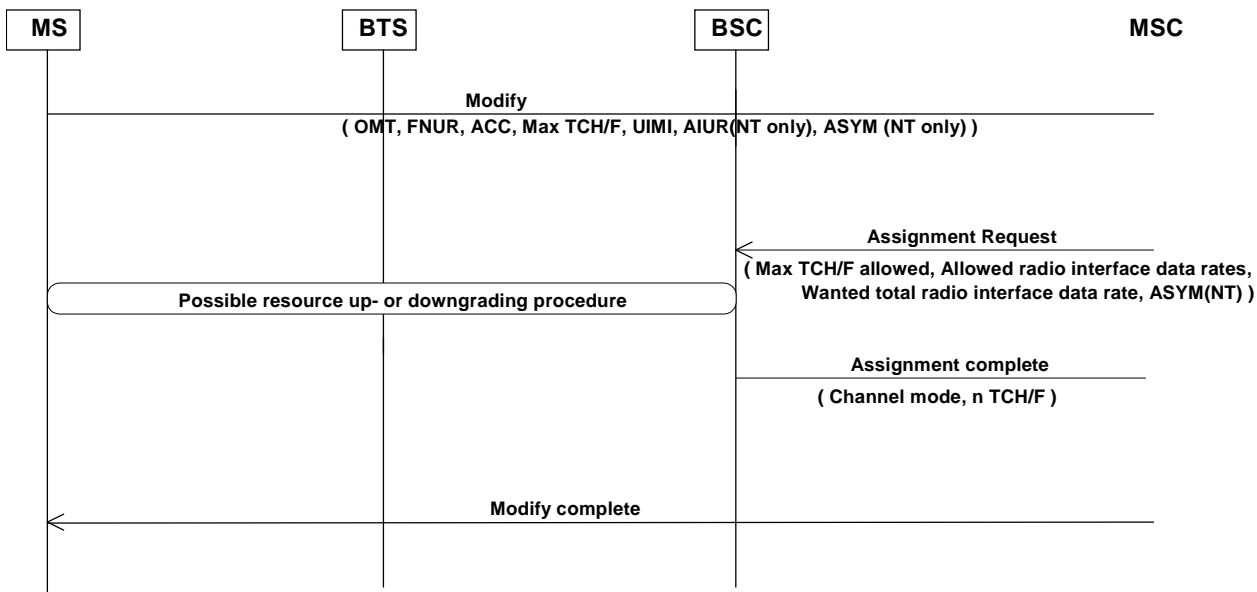 MS BTS BSC MSC
Modify
( OMT, FNUR, ACC, Max TCH/F, UIMI, AIUR(NT only), ASYM (NT only) )
Assignment Request
( Max TCH/F allowed, Allowed radio interface data rates,
Wanted total radio interface data rate, ASYM(NT) )
Possible resource up- or downgrading procedure
Assignment complete
( Channel mode, n TCH/F )
Modify complete